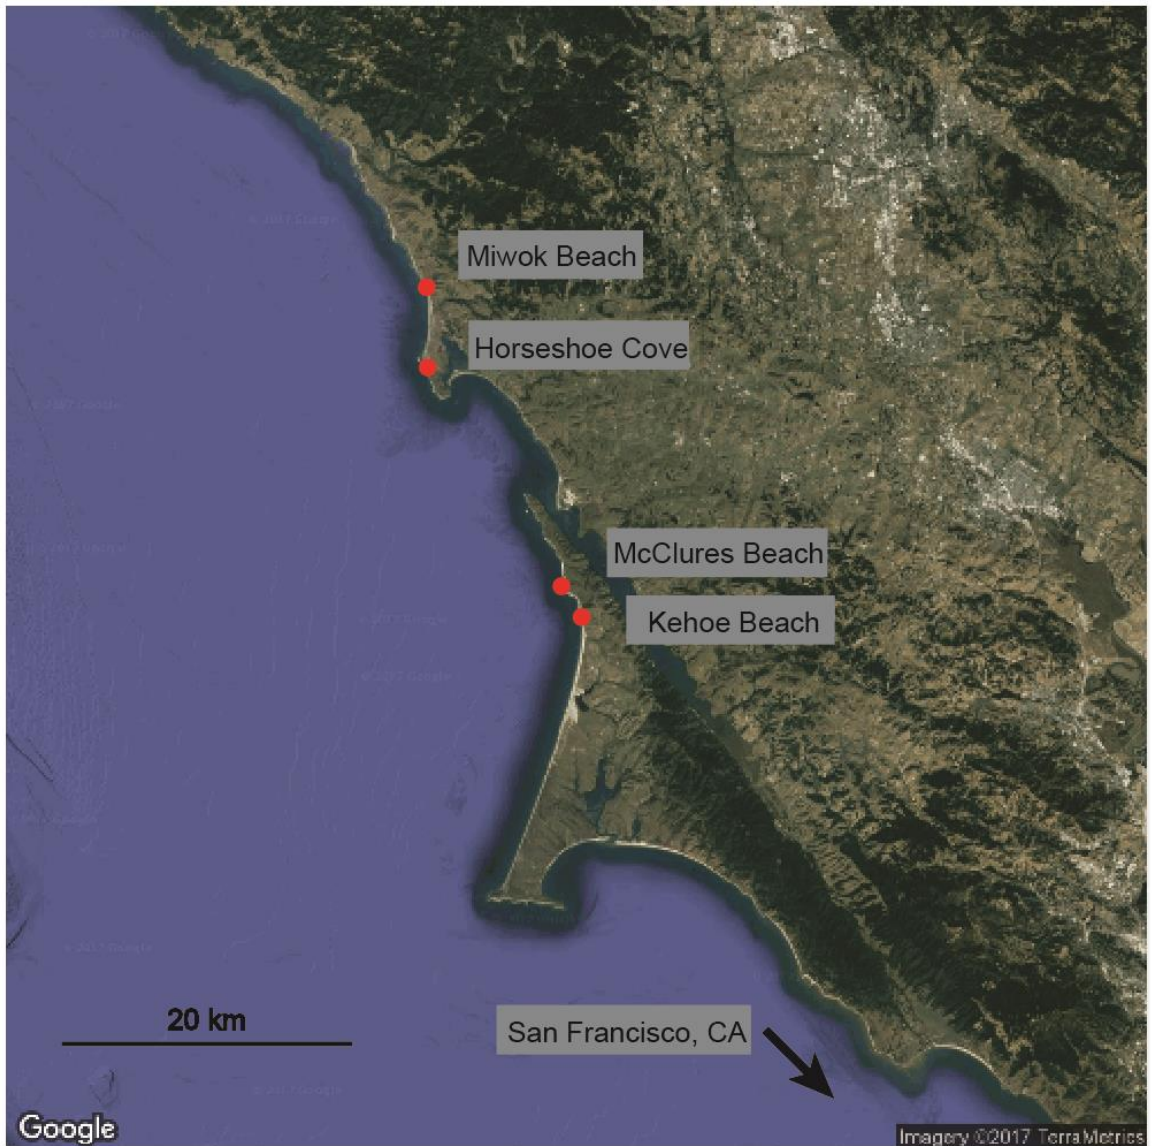 Miwok Beach
Horseshoe Cove
McClures Beach
Kehoe Beach
20 km
San Francisco, CA
Google
Imagery ©2017 TerraMetrics